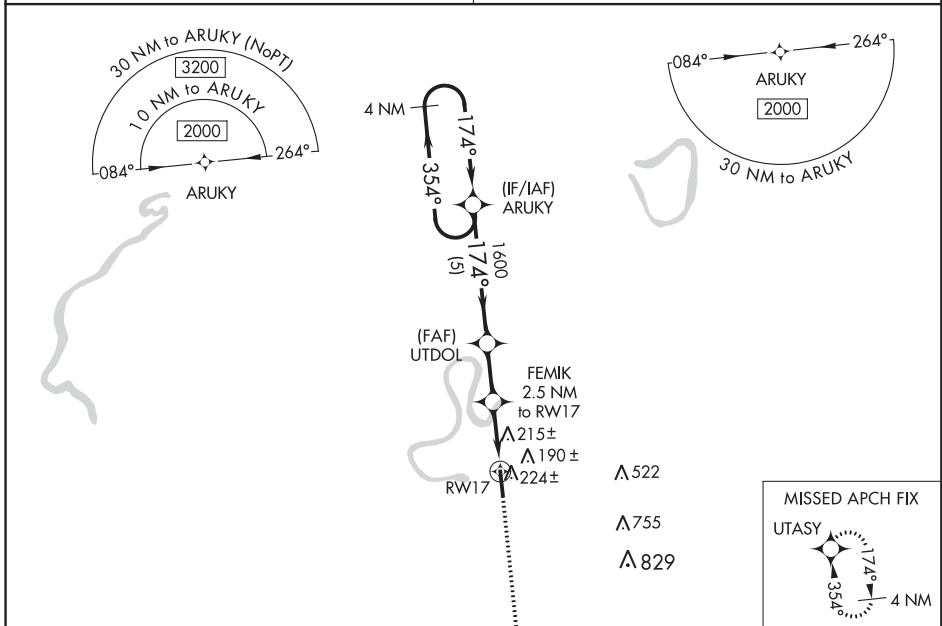 30 NM to ARUKY (NoPT)
3200
10 NM to ARUKY
2000
084°
264°
ARUKY
084°
264°
ARUKY
2000
30 NM to ARUKY
4 NM
174°
354°
(IF/IAF)
ARUKY
1600
174°
(5)
(FAF)
UTDOL
FEMIK
2.5 NM
to RW17
215±
190±
224±
RW17
522
755
829
MISSED APCH FIX
UTASY
174°
354°
4 NM